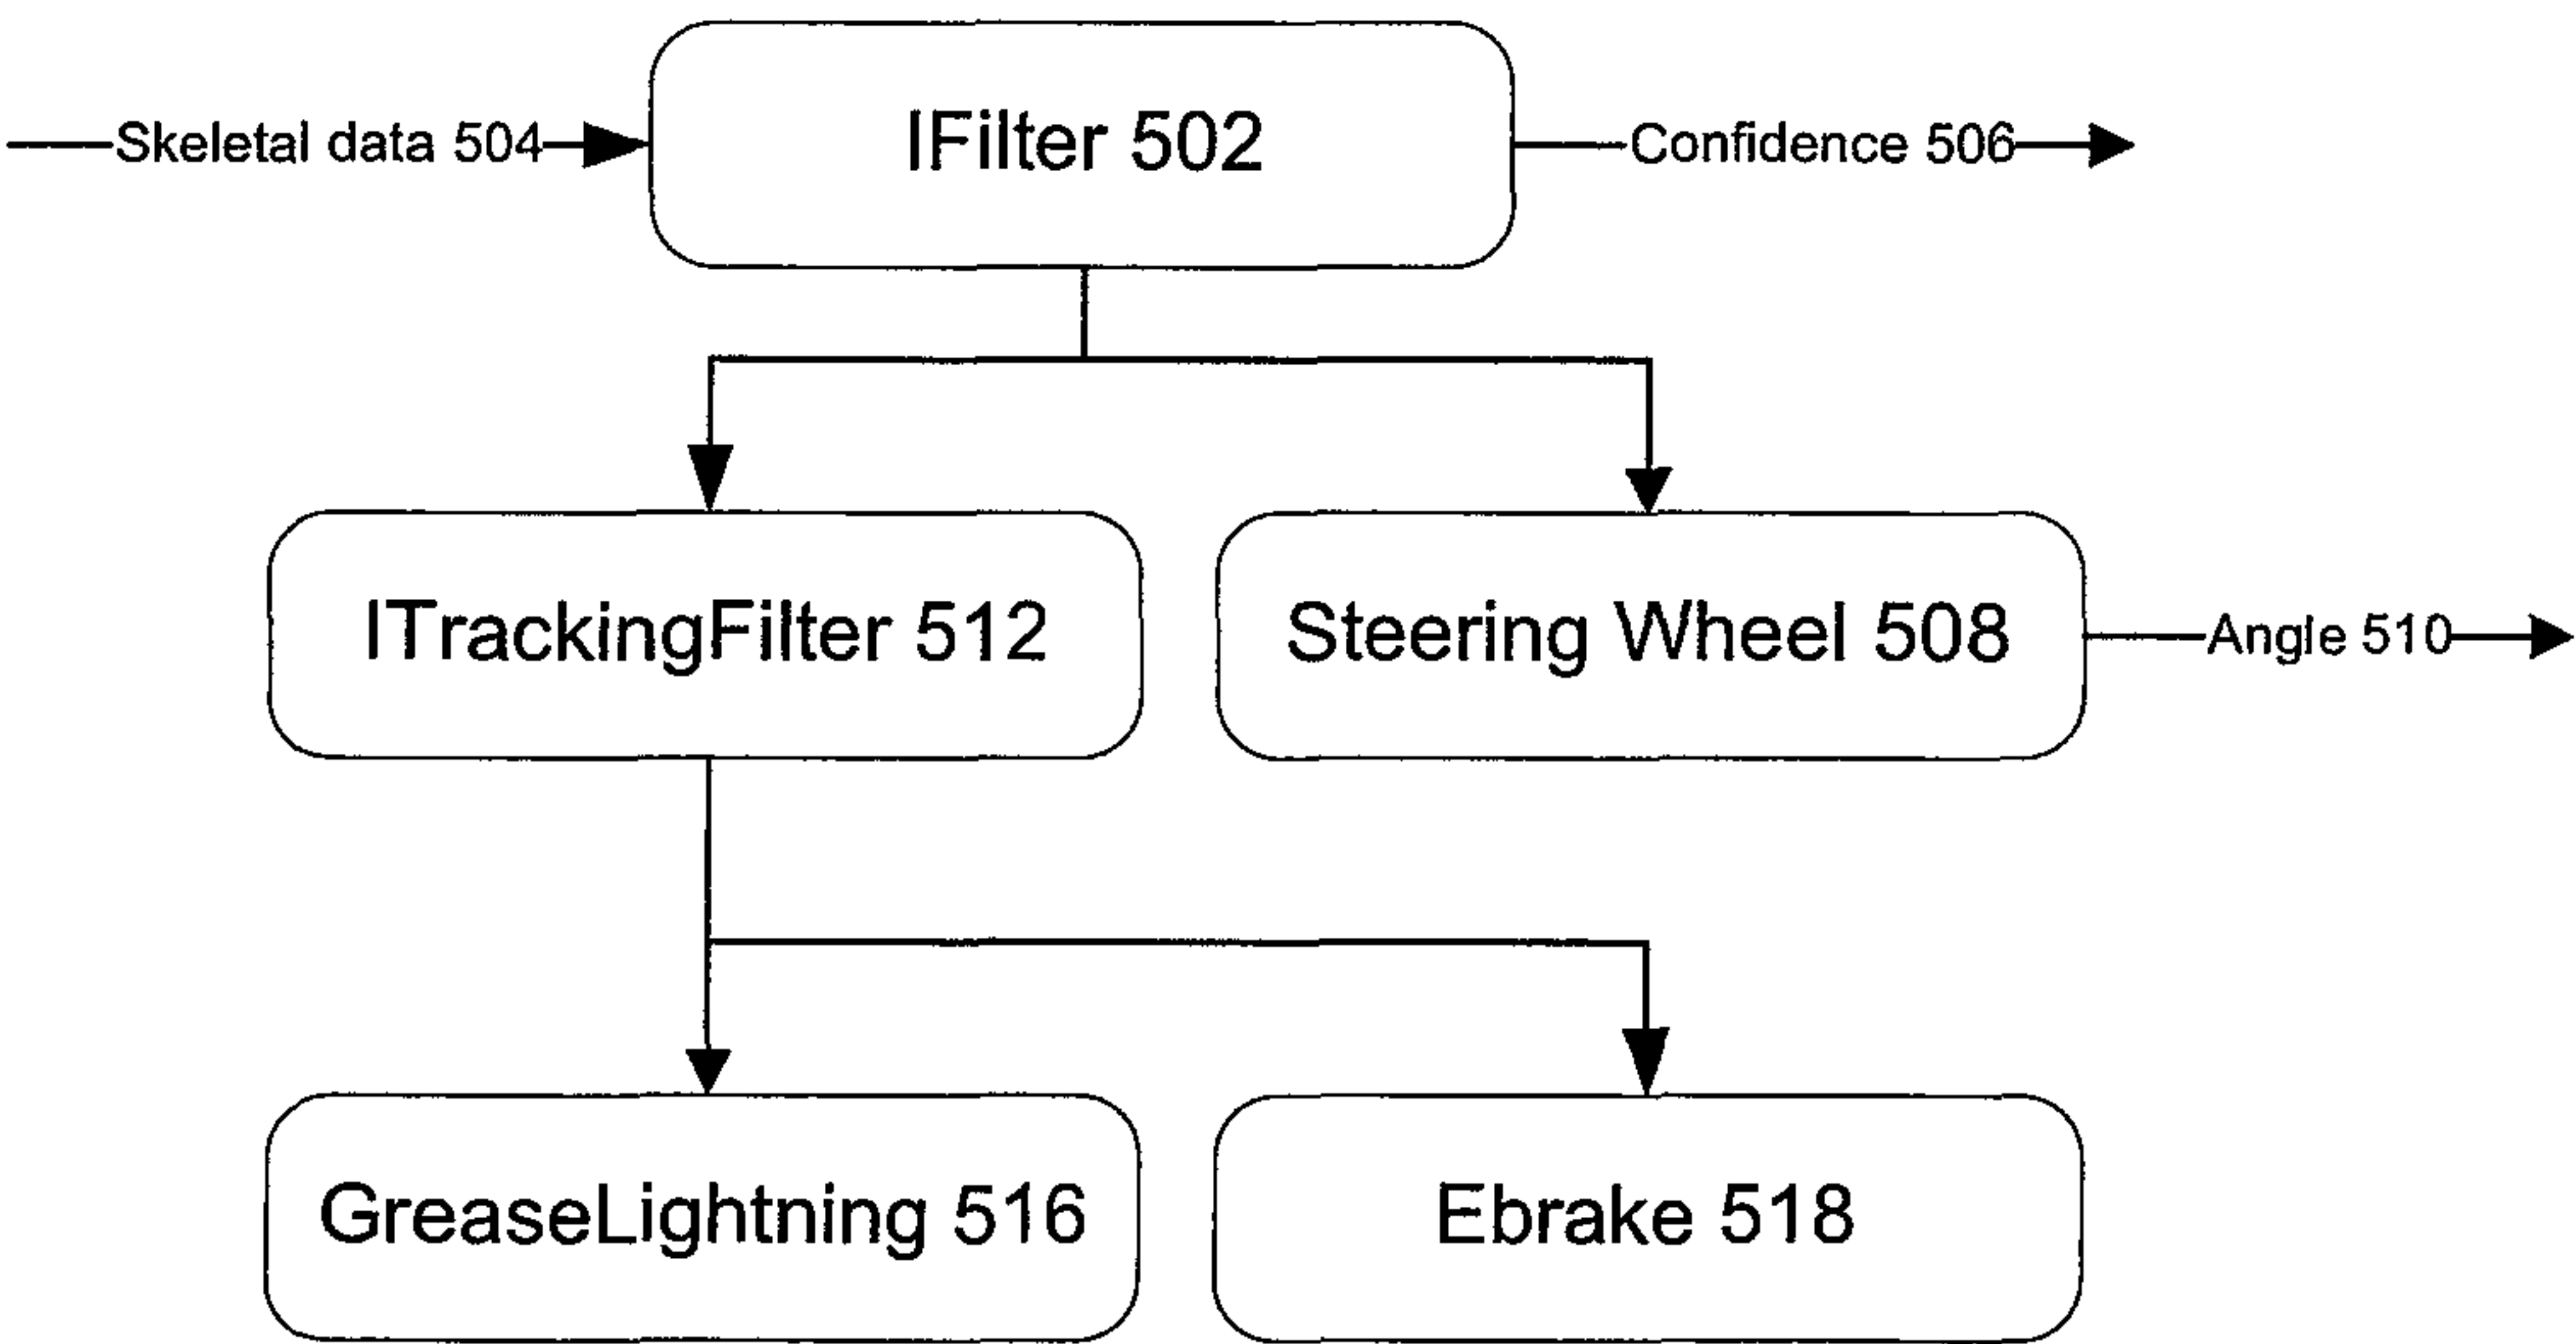 Skeletal data 504
IFilter 502
Confidence 506
ITrackingFilter 512
Steering Wheel 508
Angle 510
GreaseLightning 516
Ebrake 518